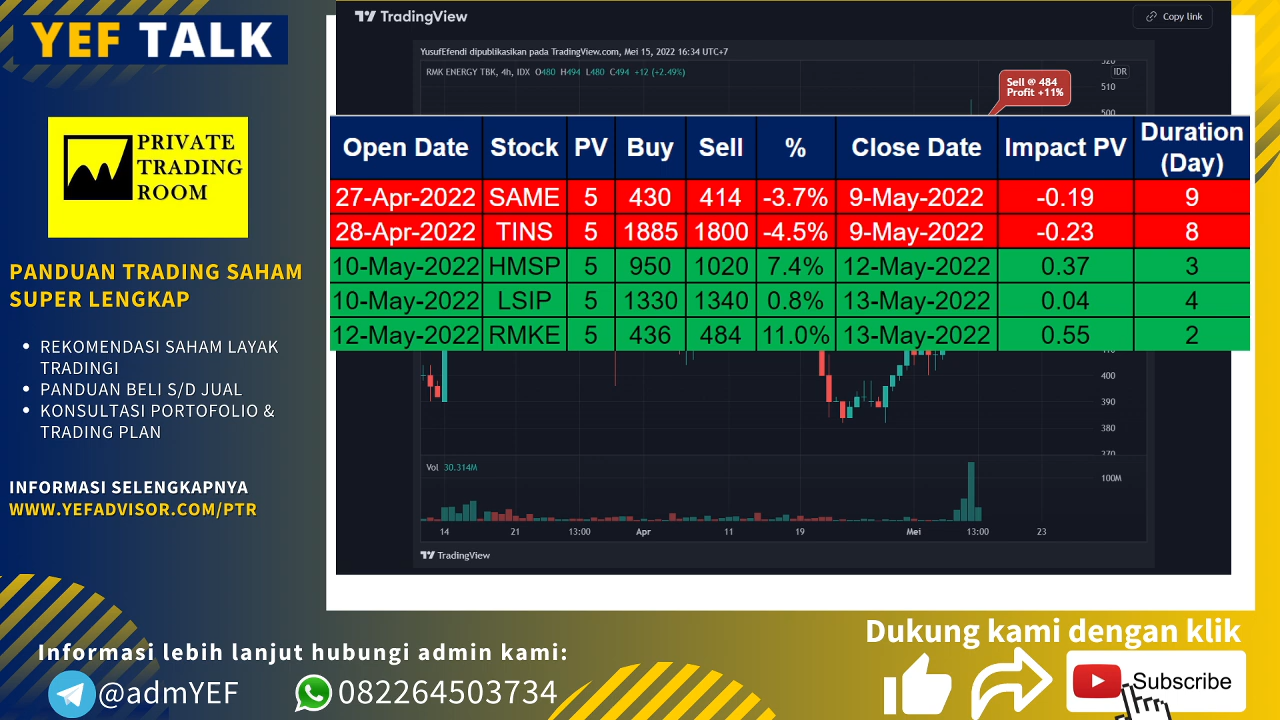 YEF TALK
PRIVATE
TRADING
ROOM
PANDUAN TRADING SAHAM
SUPER LENGKAP
• REKOMENDASI SAHAM LAYAK
TRADINGI
• PANDUAN BELI S/D JUAL
• KONSULTASI PORTOFOLIO &
TRADING PLAN
INFORMASI SELENGKAPNYA
WWW.YEFADVISOR.COM/PTR
TradingView
Copy link
YusufEfendi dipublikasikan pada TradingView.com, Mei 15, 2022 16:34 UTC+7
RMK ENERGY TBK, 4h, IDX O480 H494 L480 C494 +12 (+2.49%)
IDR
510
500
Sell @ 484
Profit +11%
Open Date Stock PV Buy Sell % Close Date Impact PV Duration
(Day)
27-Apr-2022 SAME 5 430 414 -3.7% 9-May-2022 -0.19 9
28-Apr-2022 TINS 5 1885 1800 -4.5% 9-May-2022 -0.23 8
10-May-2022 HMSP 5 950 1020 7.4% 12-May-2022 0.37 3
10-May-2022 LSIP 5 1330 1340 0.8% 13-May-2022 0.04 4
12-May-2022 RMKE 5 436 484 11.0% 13-May-2022 0.55 2
400
390
380
Vol 30.314M
100M
14 21 13:00 Apr 11 19 Mei 13:00 23
TradingView
Informasi lebih lanjut hubungi admin kami:
@admYEF 082264503734
Dukung kami dengan klik
Subscribe